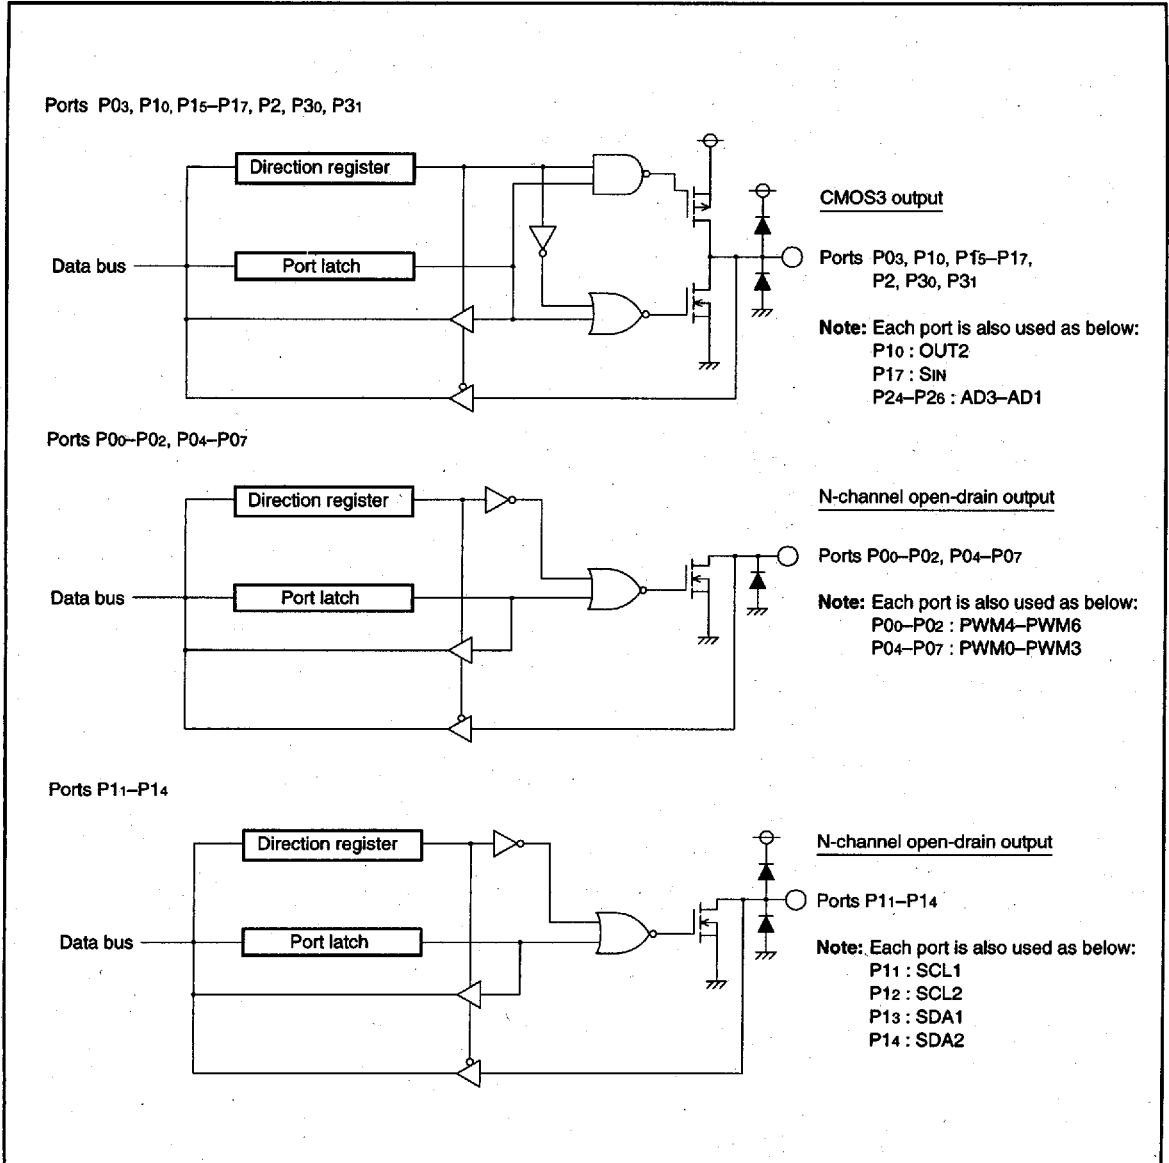 Ports P03, P10, P15–P17, P2, P30, P31
Direction register
CMOS3 output
Data bus
Port latch
Ports P03, P10, P15–P17,
P2, P30, P31
Note: Each port is also used as below:
P10 : OUT2
P17 : SIN
P24–P26 : AD3–AD1
Ports P00–P02, P04–P07
Direction register
N-channel open-drain output
Ports P00–P02, P04–P07
Data bus
Port latch
Note: Each port is also used as below:
P00–P02 : PWM4–PWM6
P04–P07 : PWM0–PWM3
Ports P11–P14
Direction register
N-channel open-drain output
Ports P11–P14
Data bus
Port latch
Note: Each port is also used as below:
P11 : SCL1
P12 : SCL2
P13 : SDA1
P14 : SDA2